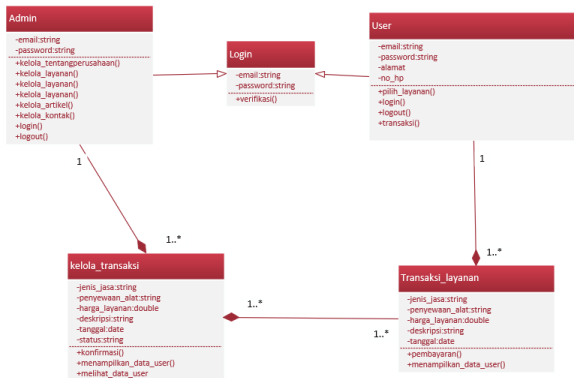 Admin
-email:string
-password:string
+kelola_tentangperusahaan()
+kelola_layanan()
+kelola_layanan()
+kelola_layanan()
+kelola_artikel()
+kelola_kontak()
+login()
+logout()
Login
-email:string
-password:string
+verifikasi()
User
-email:string
-password:string
-alamat
-no_hp
+pilih_layanan()
+login()
+logout()
+transaksi()
1
1
1..*
1..*
kelola_transaksi
-jenis_jasa:string
-penyewaan_alat:string
-harga_layanan:double
-deskripsi:string
-tanggal:date
-status:string
+konfirmasi()
+menampilkan_data_user()
+melihat_data_user
1..*
1..*
Transaksi_layanan
-jenis_jasa:string
-penyewaan_alat:string
-harga_layanan:double
-deskripsi:string
-tanggal:date
+pembayaran()
+menampilkan_data_user()